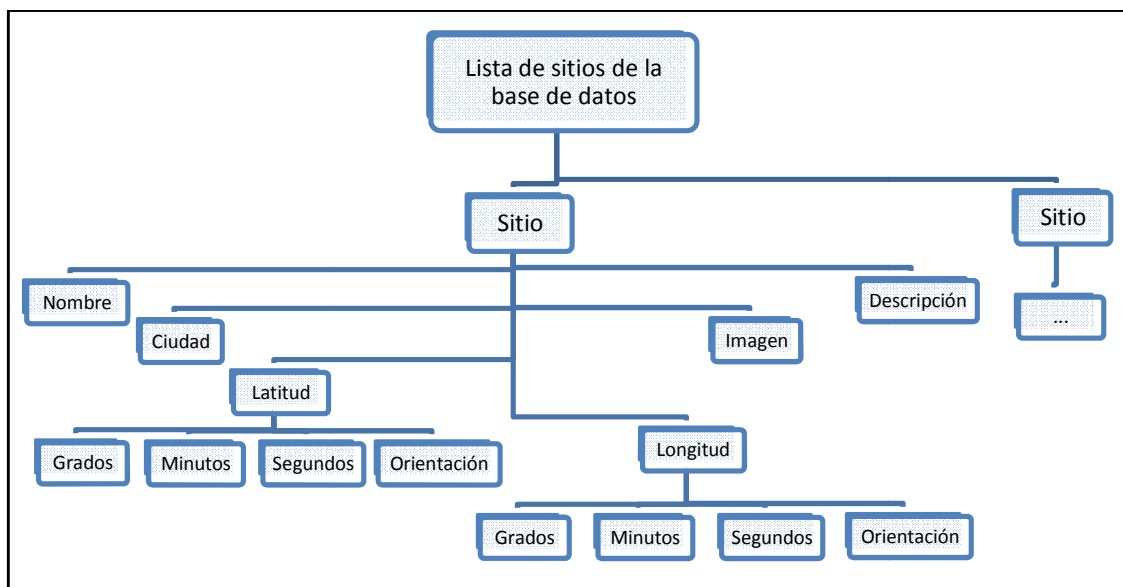 Lista de sitios de la
base de datos
Sitio
Sitio
Nombre
Descripción
...
Ciudad
Imagen
Latitud
Longitud
Grados
Minutos
Segundos
Orientación
Grados
Minutos
Segundos
Orientación